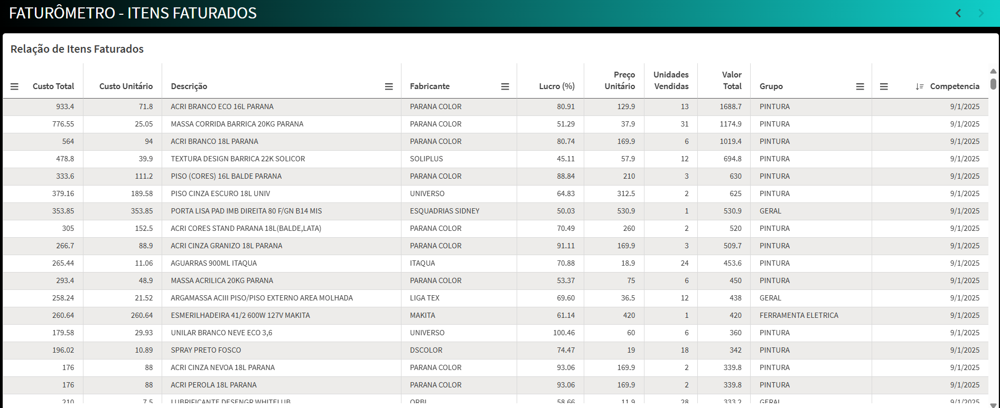 FATURÔMETRO - ITENS FATURADOS
Relação de Itens Faturados
Custo Total Custo Unitário Descrição Fabricante Lucro (%) Preço Unitário Unidades Vendidas Valor Total Grupo Competencia
933.4 71.8 ACRI BRANCO ECO 16L PARANA PARANA COLOR 80.91 129.9 13 1688.7 PINTURA 9/1/2025
776.55 25.05 MASSA CORRIDA BARRICA 20KG PARANA PARANA COLOR 51.29 37.9 31 1174.9 PINTURA 9/1/2025
564 94 ACRI BRANCO 18L PARANA PARANA COLOR 80.74 169.9 6 1019.4 PINTURA 9/1/2025
478.8 39.9 TEXTURA DESIGN BARRICA 22K SOLICOR SOLIPLUS 45.11 57.9 12 694.8 PINTURA 9/1/2025
333.6 111.2 PISO (CORES) 16L BALDE PARANA PARANA COLOR 88.84 210 3 630 PINTURA 9/1/2025
379.16 189.58 PISO CINZA ESCURO 18L UNIV UNIVERSO 64.83 312.5 2 625 PINTURA 9/1/2025
353.85 353.85 PORTA LISA PAD IMB DIREITA 80 F/GN B14 MIS ESQUADRIAS SIDNEY 50.03 530.9 1 530.9 GERAL 9/1/2025
305 152.5 ACRI CORES STAND PARANA 18L(BALDE,LATA) PARANA COLOR 70.49 260 2 520 PINTURA 9/1/2025
266.7 88.9 ACRI CINZA GRANIZO 18L PARANA PARANA COLOR 91.11 169.9 3 509.7 PINTURA 9/1/2025
265.44 11.06 AGUARRAS 900ML ITAQUA ITAQUA 70.88 18.9 24 453.6 PINTURA 9/1/2025
293.4 48.9 MASSA ACRILICA 20KG PARANA PARANA COLOR 53.37 75 6 450 PINTURA 9/1/2025
258.24 21.52 ARGAMASSA ACIII PISO/PISO EXTERNO AREA MOLHADA LIGA TEX 69.60 36.5 12 438 GERAL 9/1/2025
260.64 260.64 ESMERILHADEIRA 41/2 600W 127V MAKITA MAKITA 61.14 420 1 420 FERRAMENTA ELETRICA 9/1/2025
179.58 29.93 UNILAR BRANCO NEVE ECO 3,6 UNIVERSO 100.46 60 6 360 PINTURA 9/1/2025
196.02 10.89 SPRAY PRETO FOSCO DSCOLOR 74.47 19 18 342 PINTURA 9/1/2025
176 88 ACRI CINZA NEVOA 18L PARANA PARANA COLOR 93.06 169.9 2 339.8 PINTURA 9/1/2025
176 88 ACRI PEROLA 18L PARANA PARANA COLOR 93.06 169.9 2 339.8 PINTURA 9/1/2025
210 7.5 LUBRIFICANTE DESENGR WHITELUB ORBI 58.66 11.9 28 333.2 GERAL 9/1/2025